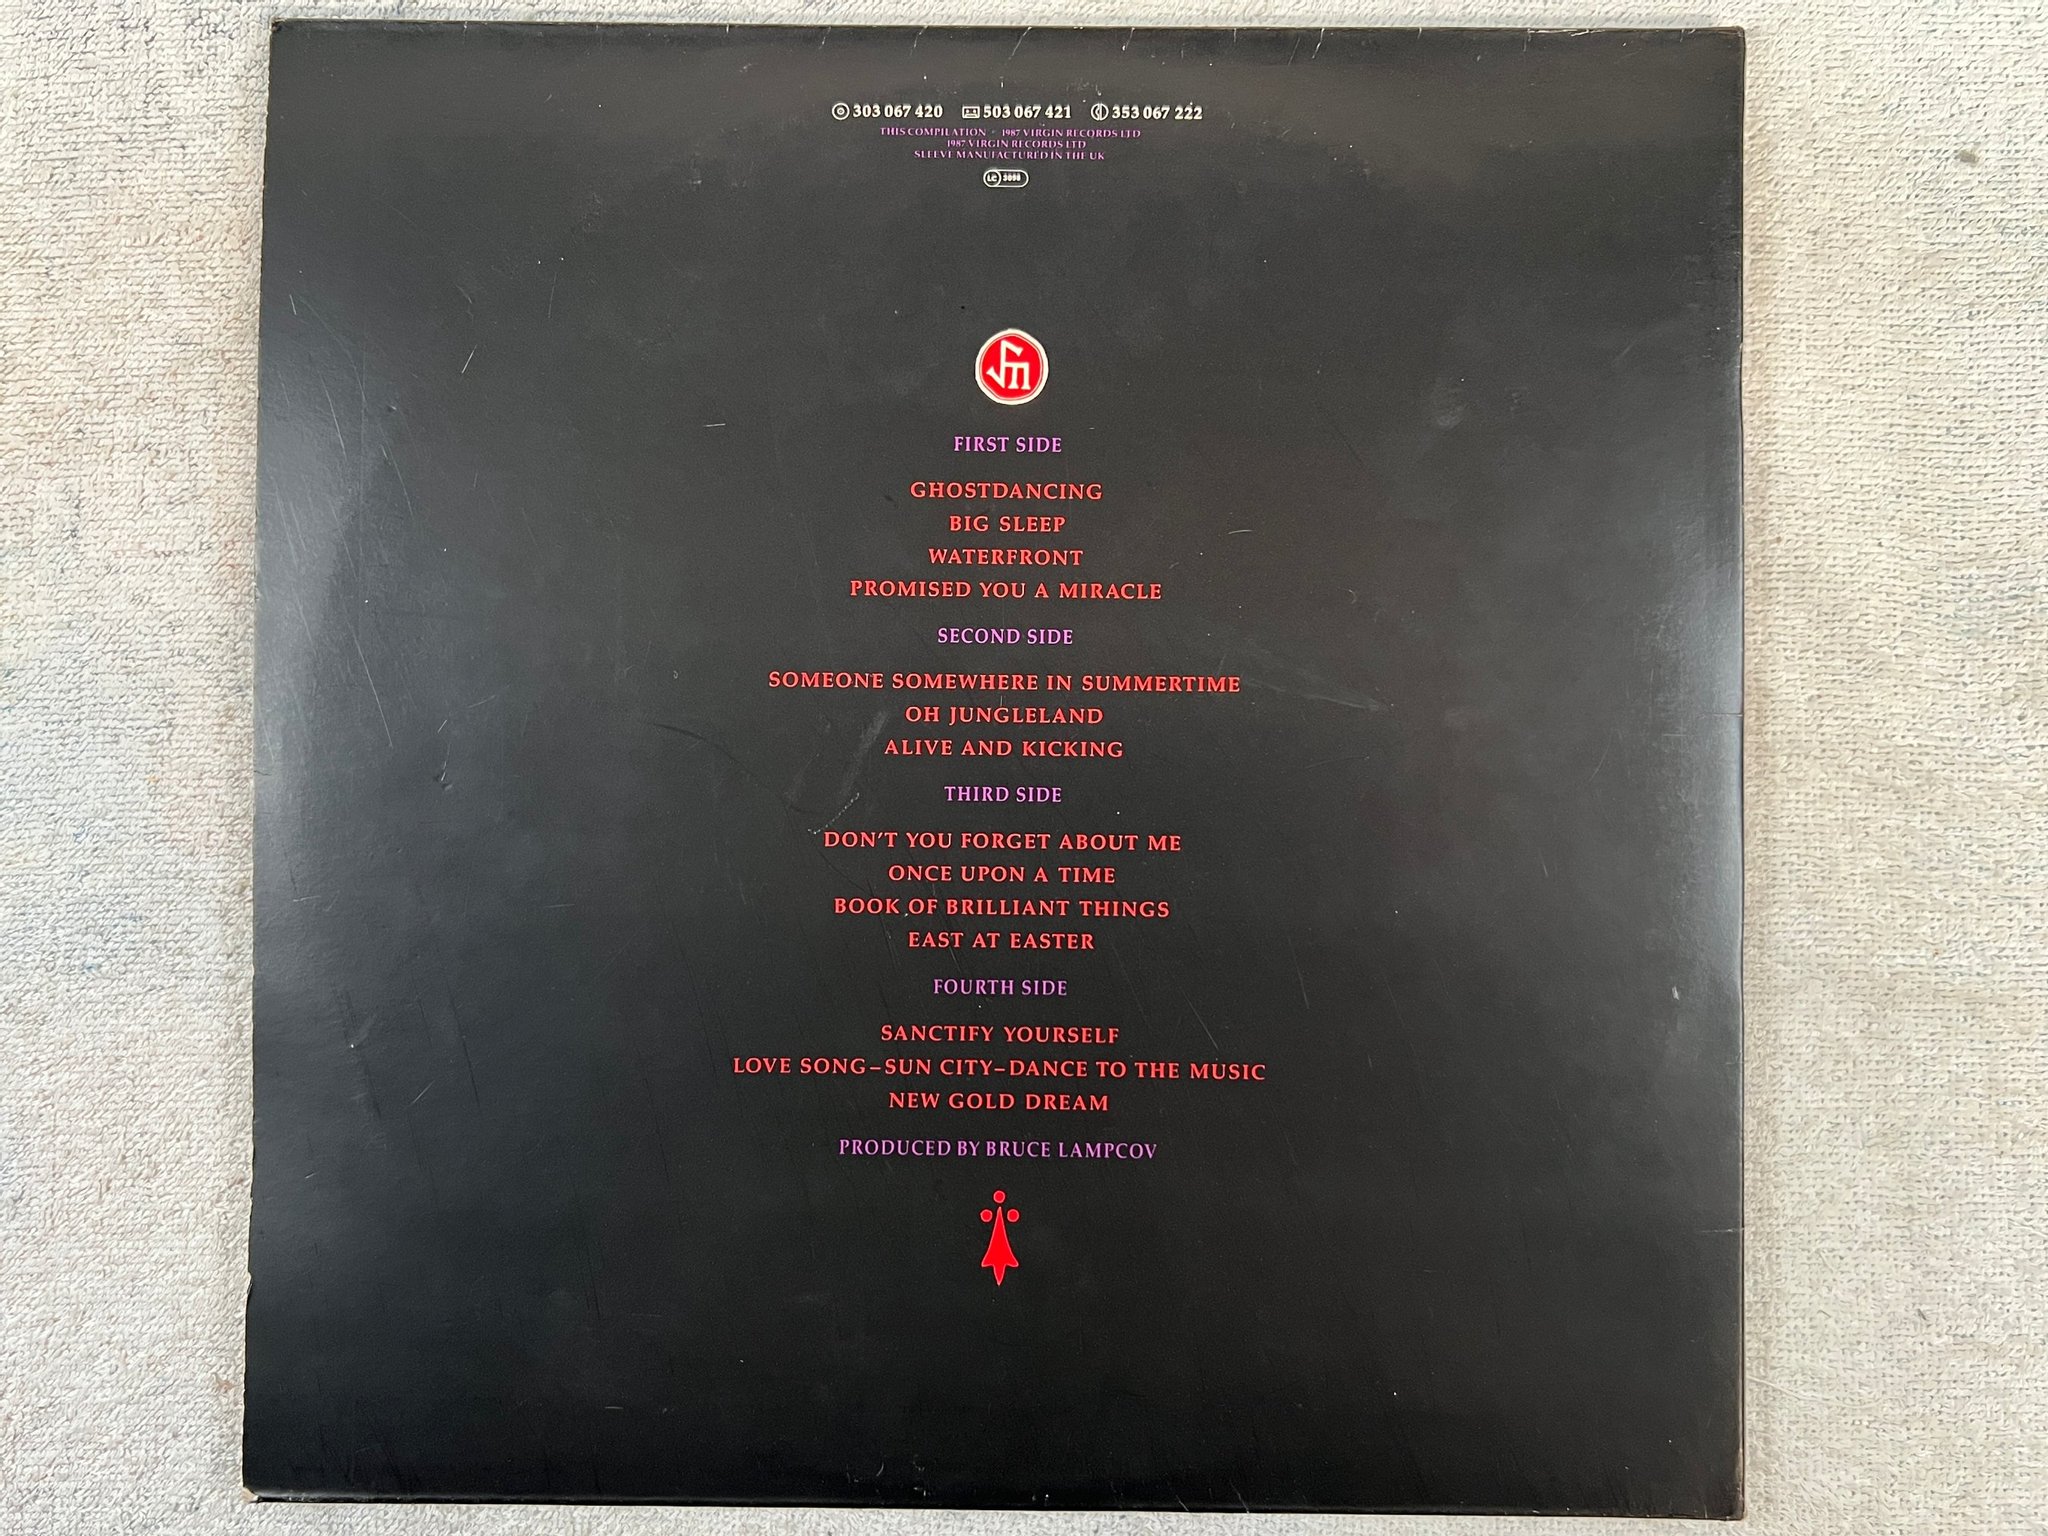 303 067 420 503 067 421 353 067 222
THIS COMPILATION 1987 VIRGIN RECORDS LTD
1987 VIRGIN RECORDS LTD
SLEEVE MANUFACTURED IN THE UK
LC 3098
SM
FIRST SIDE
GHOSTDANCING
BIG SLEEP
WATERFRONT
PROMISED YOU A MIRACLE
SECOND SIDE
SOMEONE SOMEWHERE IN SUMMERTIME
OH JUNGLELAND
ALIVE AND KICKING
THIRD SIDE
DON'T YOU FORGET ABOUT ME
ONCE UPON A TIME
BOOK OF BRILLIANT THINGS
EAST AT EASTER
FOURTH SIDE
SANCTIFY YOURSELF
LOVE SONG–SUN CITY–DANCE TO THE MUSIC
NEW GOLD DREAM
PRODUCED BY BRUCE LAMPCOV